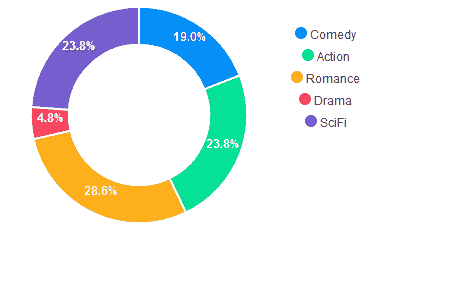 19.0%
23.8%
28.6%
4.8%
23.8%
Comedy
Action
Romance
Drama
SciFi